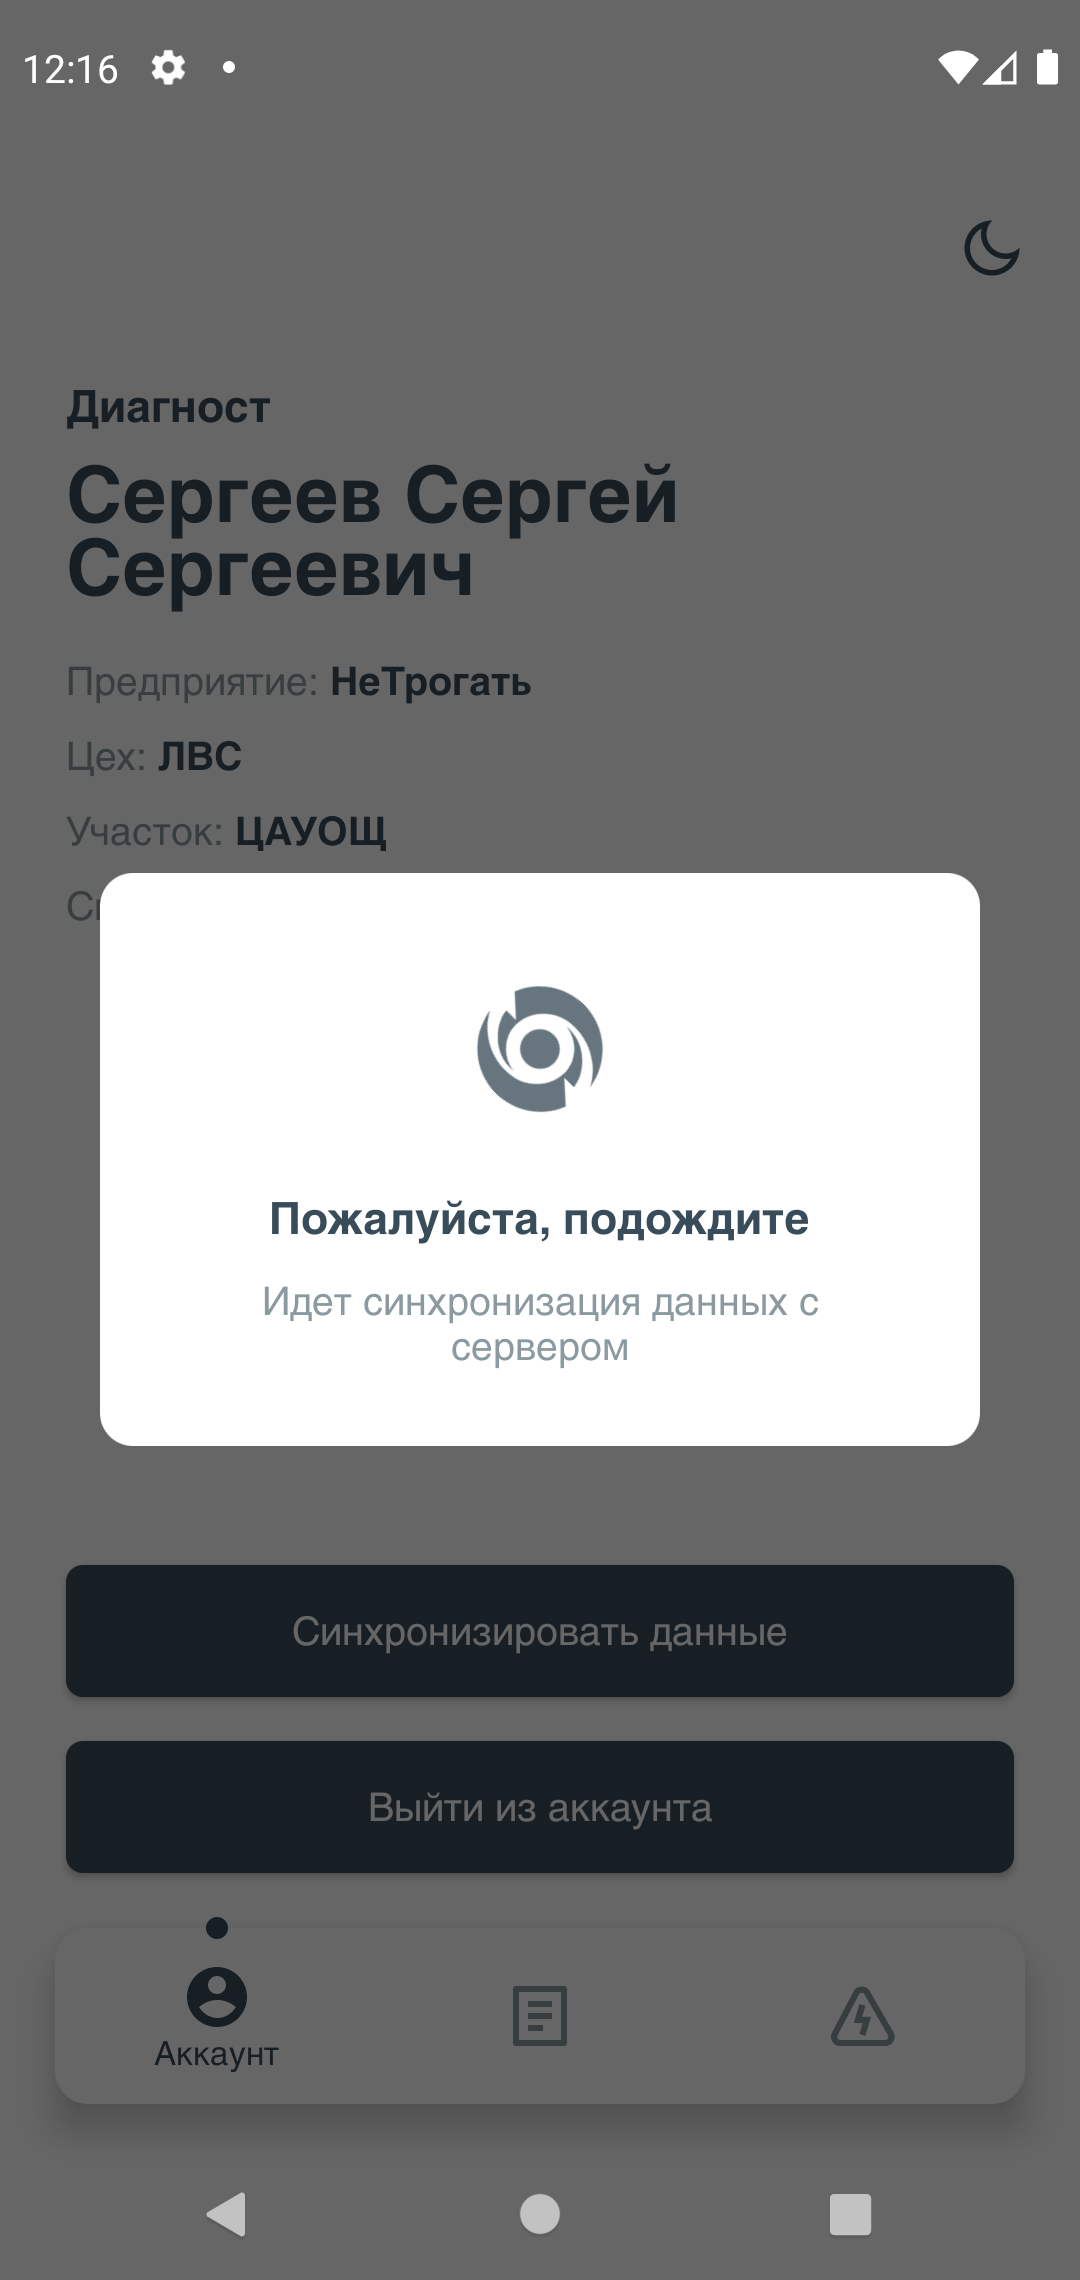 12:16
Диагност
Сергеев Сергей
Сергеевич
Предприятие: НеТрогать
Цех: ЛВС
Участок: ЦАУОЩ
Пожалуйста, подождите
Идет синхронизация данных с
сервером
Синхронизировать данные
Выйти из аккаунта
Аккаунт